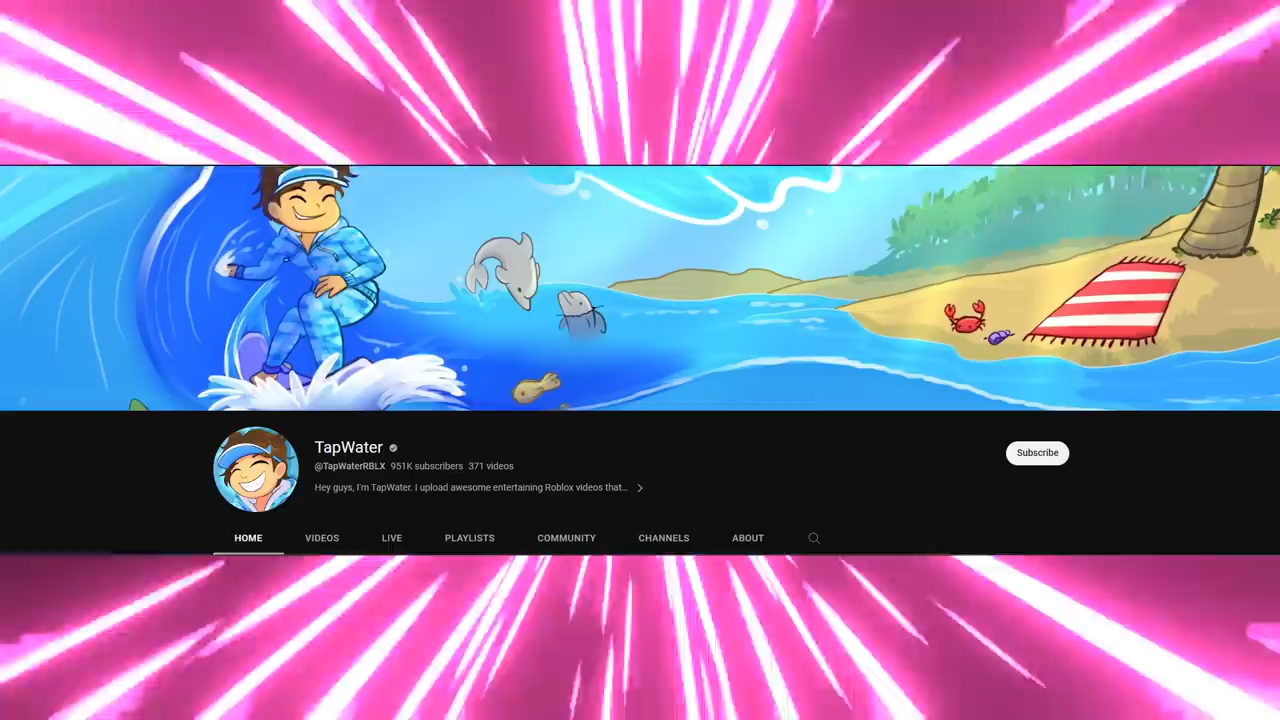 TapWater
@TapWaterRBLX 951K subscribers 371 videos
Subscribe
Hey guys, I'm TapWater. I upload awesome entertaining Roblox videos that...
HOME VIDEOS LIVE PLAYLISTS COMMUNITY CHANNELS ABOUT